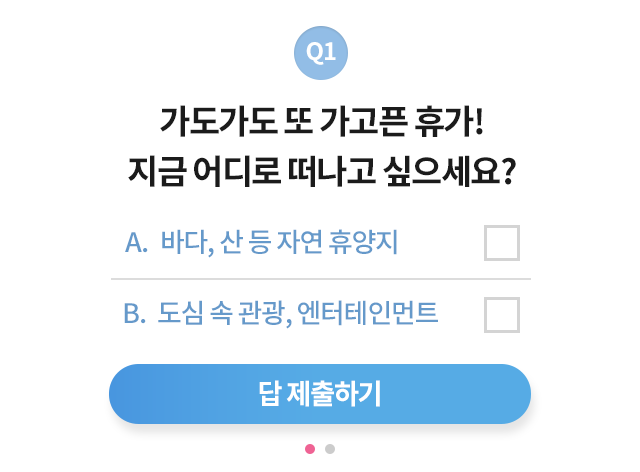 Q1
가도가도 또 가고픈 휴가!
지금 어디로 떠나고 싶으세요?
A. 바다, 산 등 자연 휴양지
B. 도심 속 관광, 엔터테인먼트
답 제출하기